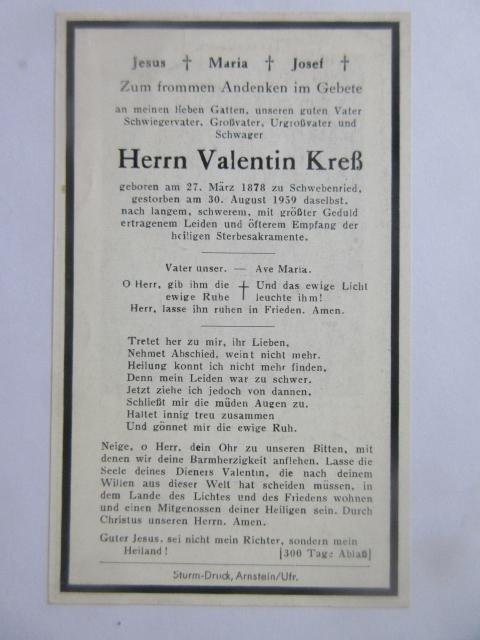 Jesus † Maria † Josef †
Zum frommen Andenken im Gebete
an meinen lieben Gatten, unseren guten Vater
Schwiegervater, Großvater, Urgroßvater und
Schwager
Herrn Valentin Kreß
geboren am 27. März 1878 zu Schwebenried,
gestorben am 30. August 1959 daselbst,
nach langem, schwerem, mit größter Geduld
ertragenem Leiden und öfterem Empfang der
heiligen Sterbesakramente.
Vater unser. — Ave Maria.
O Herr, gib ihm die † Und das ewige Licht
ewige Ruhe leuchte ihm!
Herr, lasse ihn ruhen in Frieden. Amen.
Tretet her zu mir, ihr Lieben,
Nehmet Abschied, weint nicht mehr.
Heilung konnt ich nicht mehr finden,
Denn mein Leiden war zu schwer.
Jetzt ziehe ich jedoch von dannen,
Schließt mir die müden Augen zu.
Haltet innig treu zusammen
Und gönnet mir die ewige Ruh.
Neige, o Herr, dein Ohr zu unseren Bitten, mit
denen wir deine Barmherzigkeit anflehen. Lasse die
Seele deines Dieners Valentin, die nach deinem
Willen aus dieser Welt hat scheiden müssen, in
dem Lande des Lichtes und des Friedens wohnen
und einen Mitgenossen deiner Heiligen sein. Durch
Christus unseren Herrn. Amen.
Guter Jesus, sei nicht mein Richter, sondern mein
Heiland! [300 Tage Ablaß]
Sturm-Druck, Arnstein/Ufr.